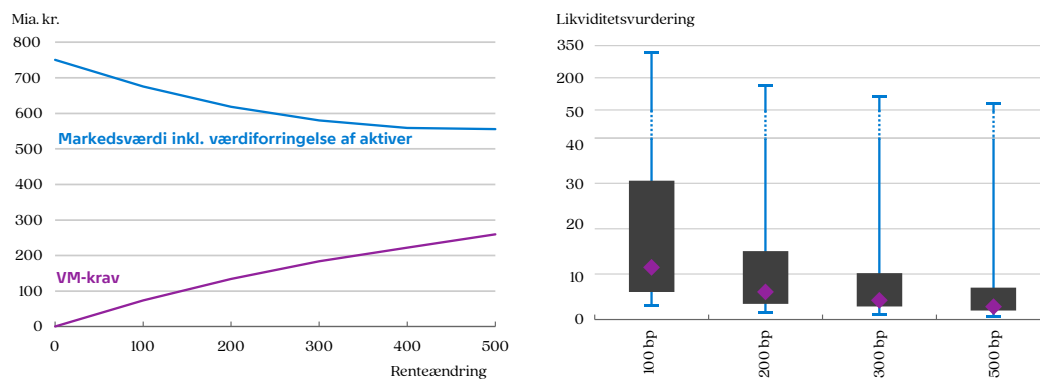 Mia. kr.
800
700
600
Markedsværdi inkl. værdiforringelse af aktiver
500
400
300
200
VM-krav
100
0
0 100 200 300 400 500
Renteændring
Likviditetsvurdering
350
200
50
40
30
20
10
0
100 bp
200 bp
300 bp
500 bp